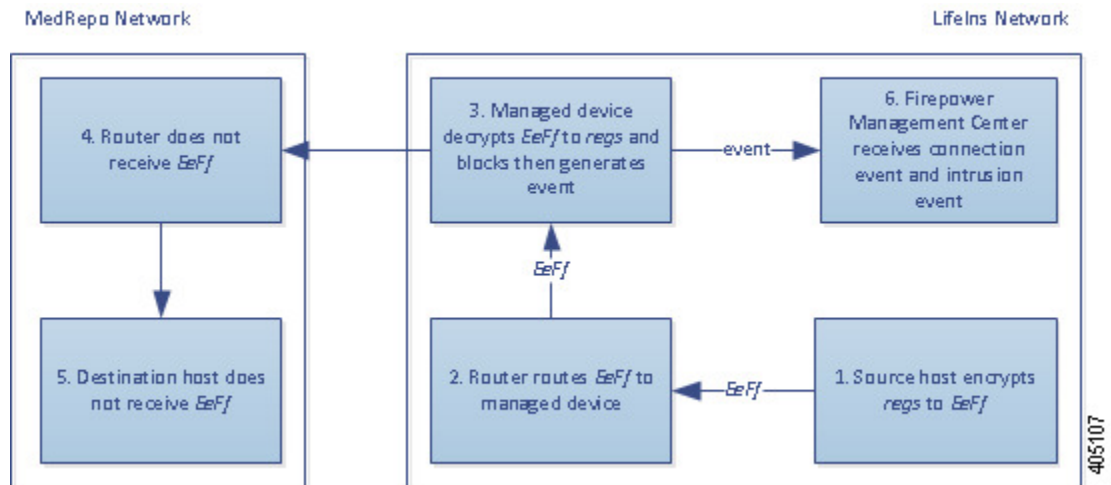 MedRepo Network
LifeIns Network
4. Router does not
receive EeFf
3. Managed device
decrypts EeFf to regs and
blocks then generates
event
event
6. Firepower
Management Center
receives connection
event and intrusion
event
EeFf
5. Destination host does
not receive EeFf
2. Router routes EeFf to
managed device
EeFf
1. Source host encrypts
regs to EeFf
405107